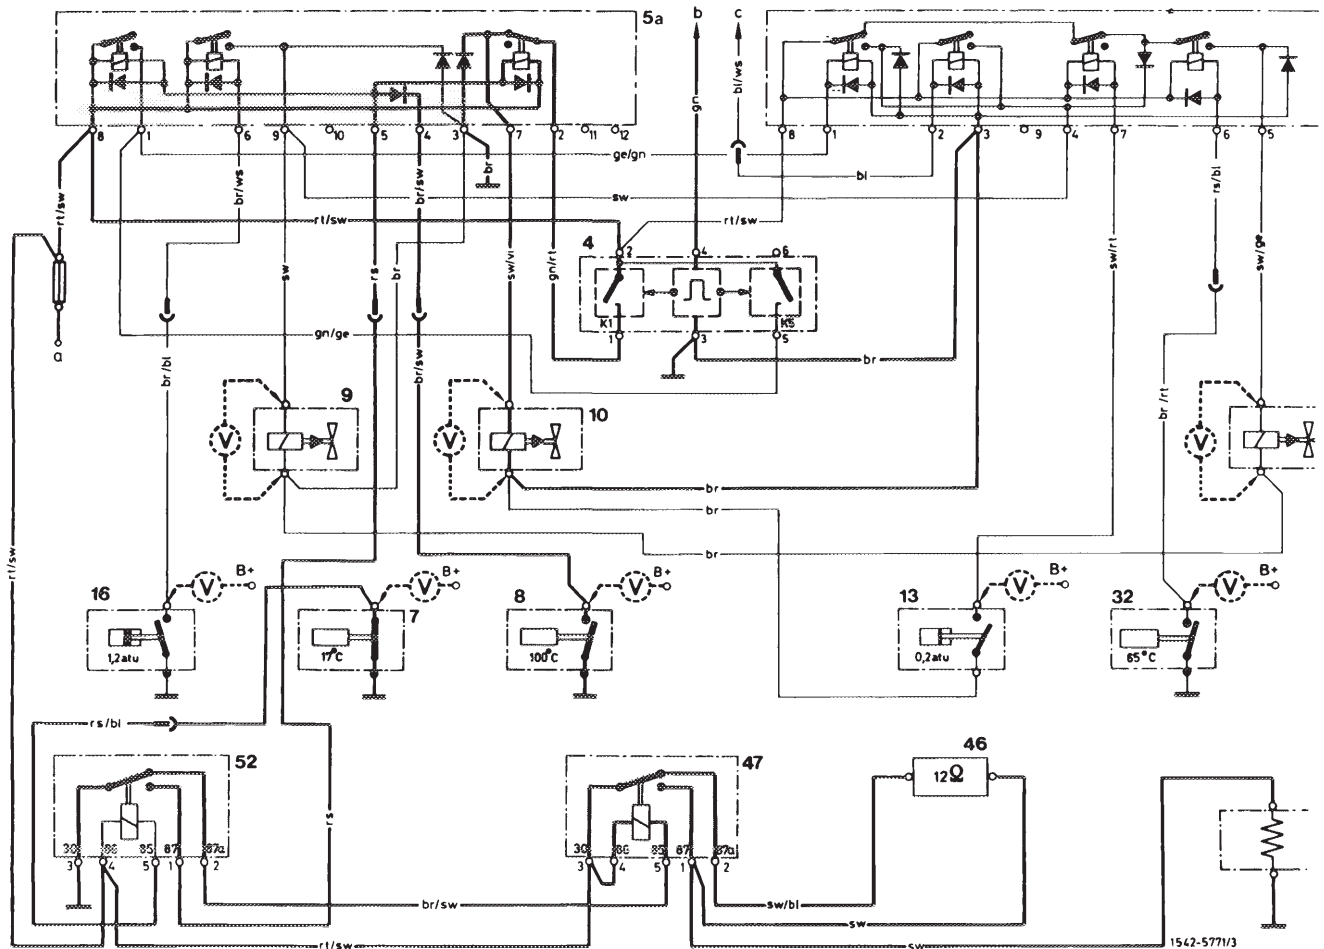 5a
b
c
gn
bl/ws
8
1
6
9
10
5
4
3
7
2
11
12
8
1
2
3
9
4
7
6
5
ge/gn
br
bl
br/ws
br/sw
rs/bl
sw
rt/sw
rt/sw
rt/sw
4
2
4
6
sw
rs
br
sw/vi
gn/rt
sw/rt
sw/ge
K1
K5
1
3
5
a
gn/ge
br
br/bl
br/sw
br/rt
9
10
V
V
V
br
br
br
rt/sw
16
V
B+
7
V
B+
8
V
B+
13
V
B+
32
V
B+
1,2atu
17°C
100°C
0,2atu
65°C
rs/bl
52
47
46
12Ω
rs
30
86
85
87
87a
3
4
5
1
2
30
86
85
87
87a
3
4
5
1
2
br/sw
sw/bl
sw
rt/sw
sw
1542-5771/3